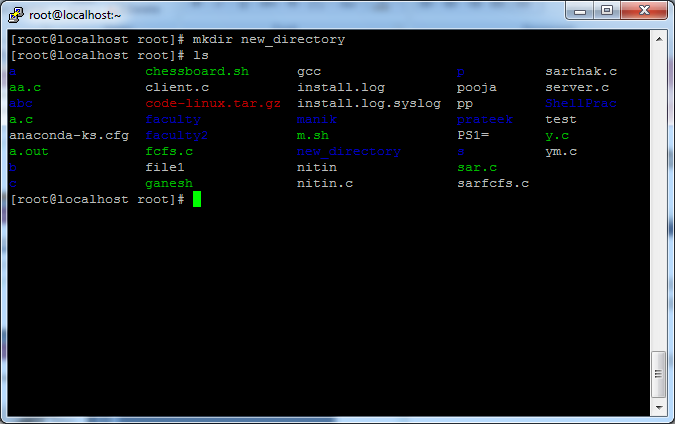 root@localhost:~
[root@localhost root]# mkdir new_directory
[root@localhost root]# ls
a chessboard.sh gcc p sarthak.c
aa.c client.c install.log pooja server.c
abc code-linux.tar.gz install.log.syslog pp ShellPrac
a.c faculty manik prateek test
anaconda-ks.cfg faculty2 m.sh PS1= y.c
a.out fcfs.c new_directory s ym.c
b file1 nitin sar.c
c ganesh nitin.c sarfcfs.c
[root@localhost root]#